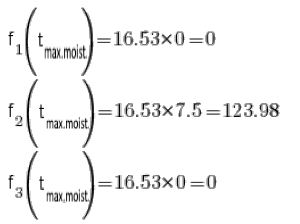 f1(tmax.moist)=16.53×0=0
f2(tmax.moist)=16.53×7.5=123.98
f3(tmax,moist)=16.53×0=0